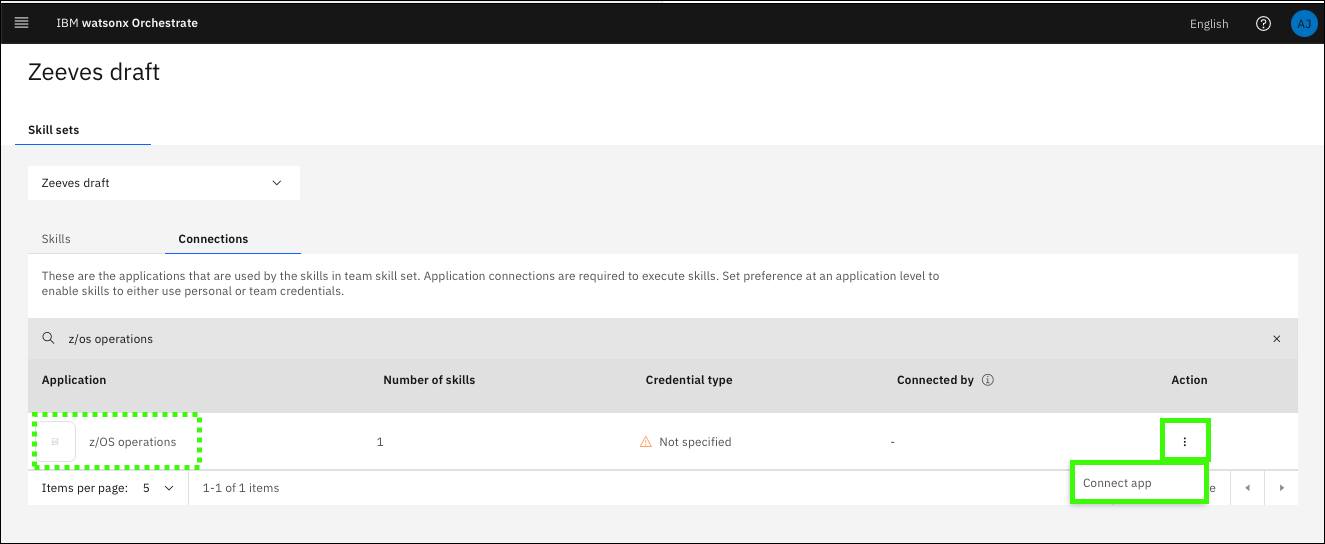 IBM watsonx Orchestrate
English
AJ
Zeeves draft
Skill sets
Zeeves draft
Skills
Connections
These are the applications that are used by the skills in team skill set. Application connections are required to execute skills. Set preference at an application level to
enable skills to either use personal or team credentials.
z/os operations
Application
Number of skills
Credential type
Connected by
Action
z/OS operations
1
Not specified
-
Connect app
Items per page:
5
1-1 of 1 items